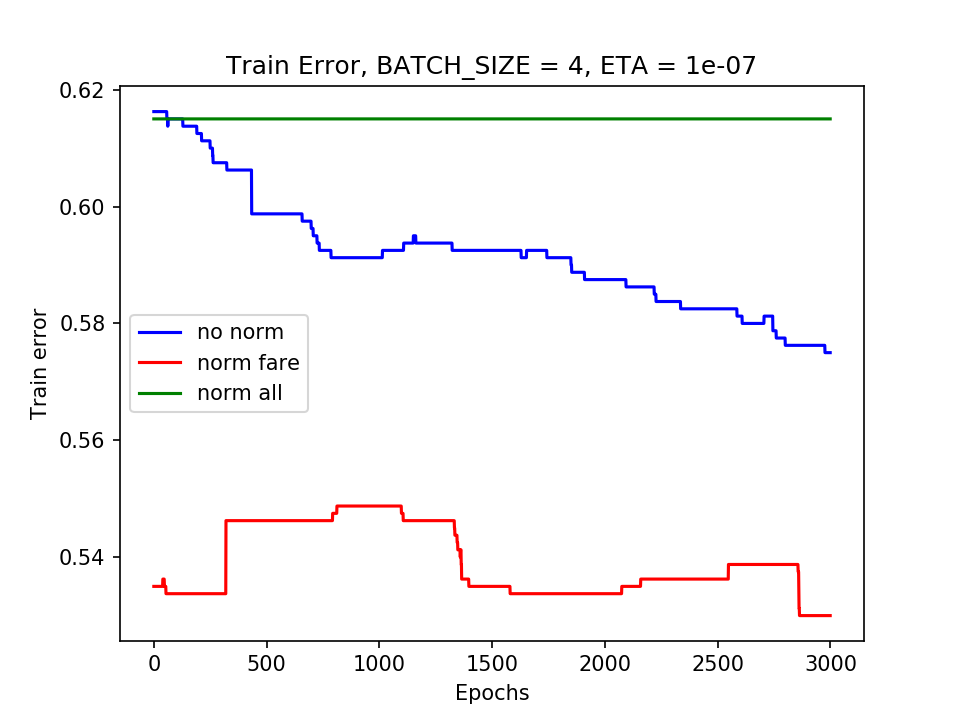 Train Error, BATCH_SIZE = 4, ETA = 1e-07
0.62
0.60
0.58
0.56
0.54
Train error
no norm
norm fare
norm all
0 500 1000 1500 2000 2500 3000
Epochs